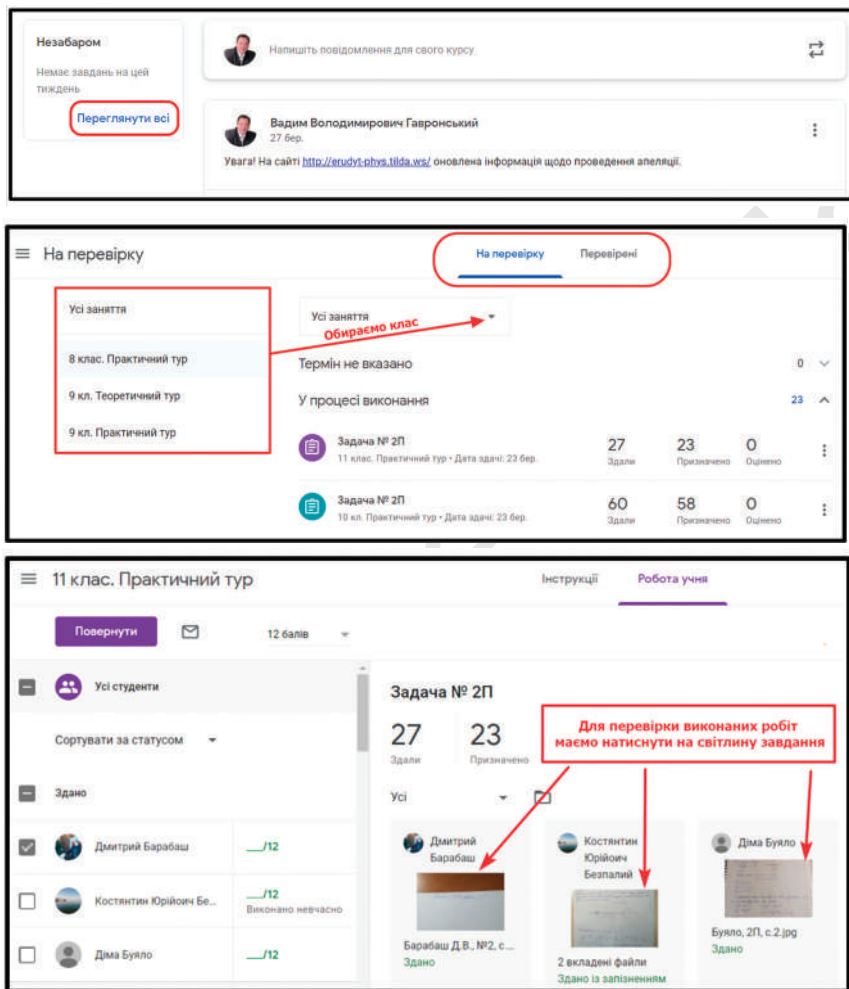 Незабаром
Немає завдань на цей
тиждень
Переглянути всі
Напишіть повідомлення для свого курсу
Вадим Володимирович Гавронський
27 бер.
Увага! На сайті http://erudyt-phys.tilda.ws/ оновлена інформація щодо проведення апеляції.
На перевірку
На перевірку
Перевірені
Усі заняття
8 клас. Практичний тур
9 кл. Теоретичний тур
9 кл. Практичний тур
Усі заняття
Обираємо клас
Термін не вказано
0
У процесі виконання
23
Задача № 2П
11 клас. Практичний тур • Дата здачі: 23 бер.
27
Здали
23
Призначено
0
Оцінено
Задача № 2П
10 кл. Практичний тур • Дата здачі: 23 бер.
60
Здали
58
Призначено
0
Оцінено
11 клас. Практичний тур
Інструкції
Робота учня
Повернути
12 балів
Усі студенти
Сортувати за статусом
Здано
Дмитрий Барабаш
__/12
Костянтин Юрійоич Бе...
__/12
Виконано невчасно
Діма Буяло
__/12
Задача № 2П
27
Здали
23
Призначено
Для перевірки виконаних робіт
маємо натиснути на світлину завдання
Усі
Дмитрий
Барабаш
Барабаш Д.В., №2, с....
Здано
Костянтин
Юрійоич
Безпалий
2 вкладені файли
Здано із запізненням
Діма Буяло
Буяло, 2П, с.2.jpg
Здано